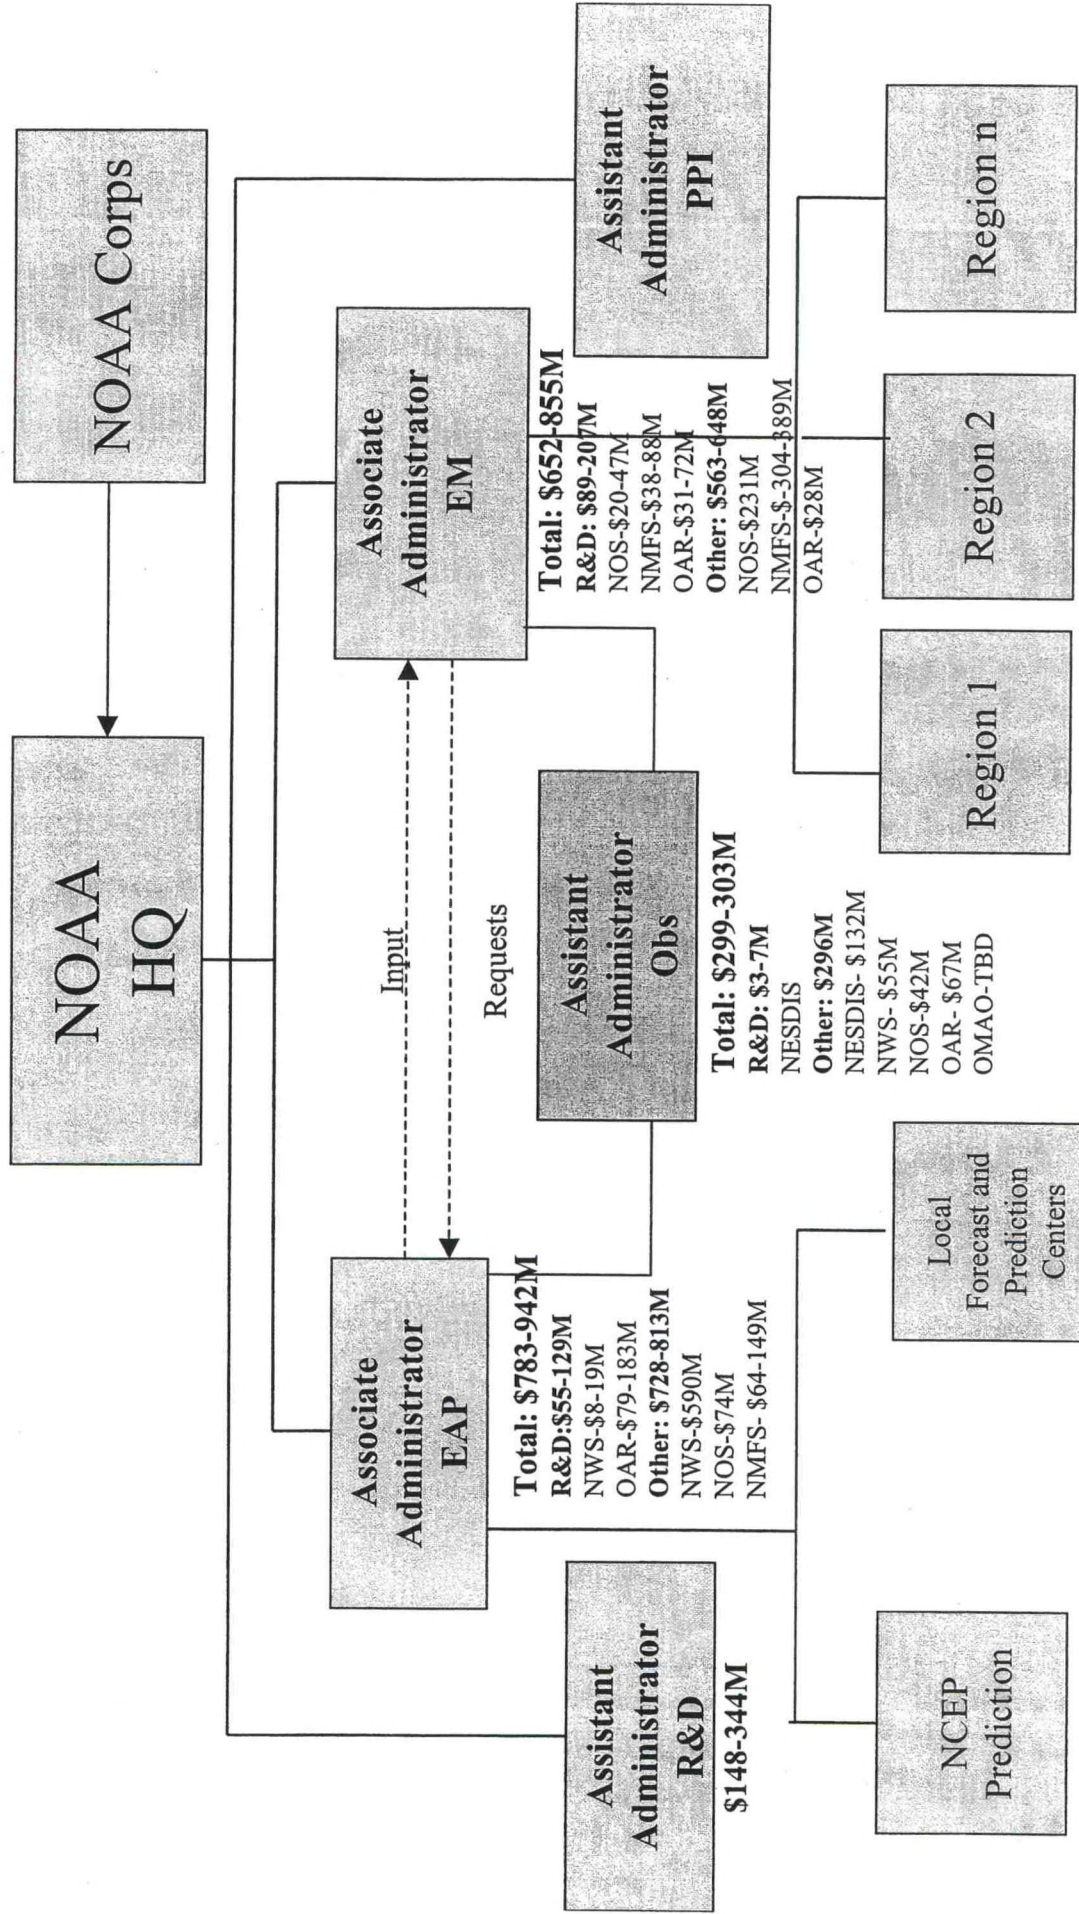 NOAA
HQ
NOAA Corps
Associate
Administrator
EAP
Input
Requests
Associate
Administrator
EM
Assistant
Administrator
R&D
$148-344M
Total: $783-942M
R&D:$55-129M
NWS-$8-19M
OAR-$79-183M
Other: $728-813M
NWS-$590M
NOS-$74M
NMFS- $64-149M
Assistant
Administrator
Obs
Total: $299-303M
R&D: $3-7M
NESDIS
Other: $296M
NESDIS- $132M
NWS- $55M
NOS-$42M
OAR- $67M
OMAO-TBD
Total: $652-855M
R&D: $89-207M
NOS-$20-47M
NMFS-$38-88M
OAR-$31-72M
Other: $563-648M
NOS-$231M
NMFS-$-304-389M
OAR-$28M
Assistant
Administrator
PPI
NCEP
Prediction
Local
Forecast and
Prediction
Centers
Region 1
Region 2
Region n